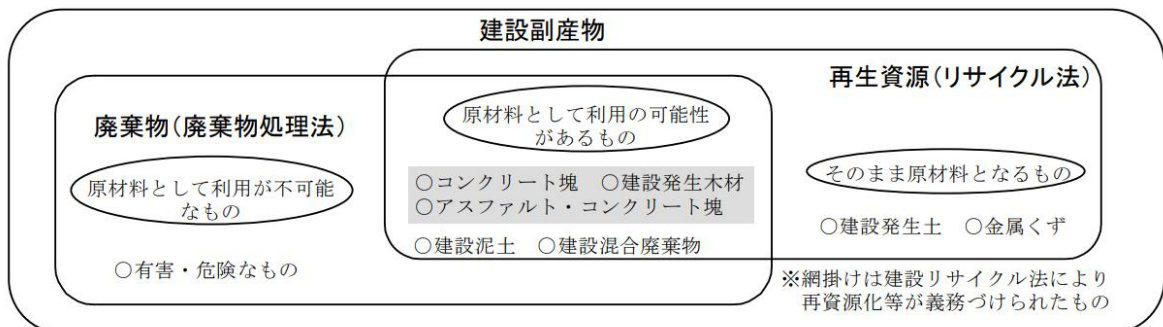 建設副産物
再生資源(リサイクル法)
廃棄物(廃棄物処理法)
原材料として利用の可能性
があるもの
原材料として利用が不可能
なもの
そのまま原材料となるもの
○コンクリート塊　○建設発生木材
○アスファルト・コンクリート塊
○建設泥土　○建設混合廃棄物
○建設発生土　○金属くず
○有害・危険なもの
※網掛けは建設リサイクル法により
再資源化等が義務づけられたもの